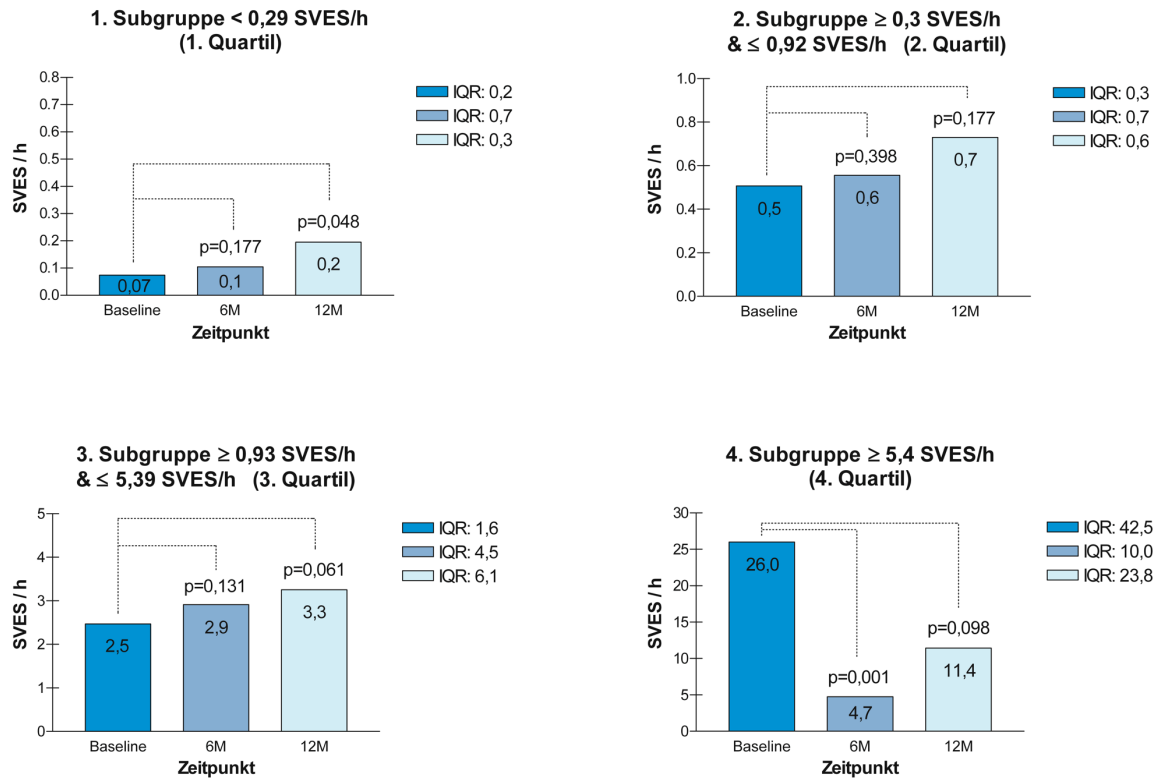 1. Subgruppe < 0,29 SVES/h
(1. Quartil)
0.8
0.7
0.6
0.5
0.4
0.3
0.2
0.1
0.0
SVES / h
IQR: 0,2
IQR: 0,7
IQR: 0,3
p=0,177
p=0,048
0,07
0,1
0,2
Baseline
6M
12M
Zeitpunkt
2. Subgruppe ≥ 0,3 SVES/h
& ≤ 0,92 SVES/h (2. Quartil)
1.0
0.8
0.6
0.4
0.2
0.0
SVES / h
IQR: 0,3
IQR: 0,7
IQR: 0,6
p=0,398
p=0,177
0,5
0,6
0,7
Baseline
6M
12M
Zeitpunkt
3. Subgruppe ≥ 0,93 SVES/h
& ≤ 5,39 SVES/h (3. Quartil)
5
4
3
2
1
0
SVES / h
IQR: 1,6
IQR: 4,5
IQR: 6,1
p=0,131
p=0,061
2,5
2,9
3,3
Baseline
6M
12M
Zeitpunkt
4. Subgruppe ≥ 5,4 SVES/h
(4. Quartil)
30
25
20
15
10
5
0
SVES / h
IQR: 42,5
IQR: 10,0
IQR: 23,8
p=0,001
p=0,098
26,0
4,7
11,4
Baseline
6M
12M
Zeitpunkt